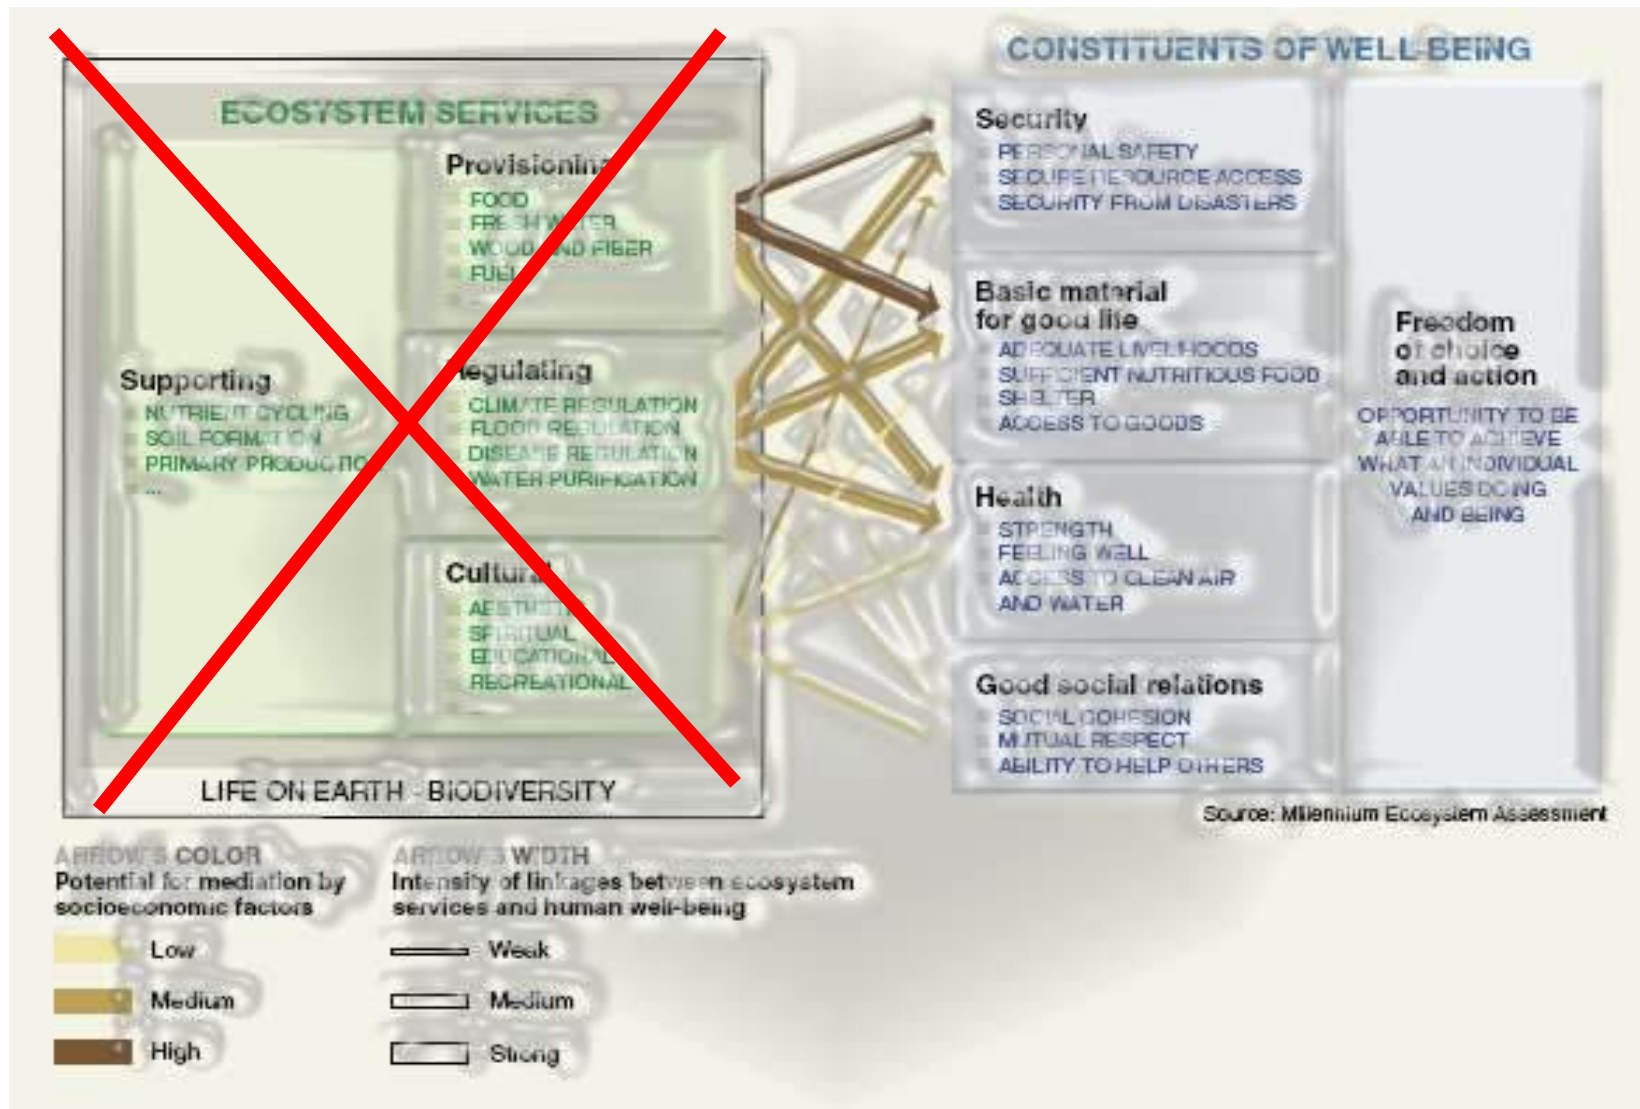 CONSTITUENTS OF WELL-BEING
ECOSYSTEM SERVICES
Supporting
NUTRIENT CYCLING
SOIL FORMATION
PRIMARY PRODUCTION
...
Provisioning
FOOD
FRESH WATER
WOOD AND FIBER
FUEL
...
Regulating
CLIMATE REGULATION
FLOOD REGULATION
DISEASE REGULATION
WATER PURIFICATION
Cultural
AESTHETIC
SPIRITUAL
EDUCATIONAL
RECREATIONAL
...
LIFE ON EARTH - BIODIVERSITY
Security
PERSONAL SAFETY
SECURE RESOURCE ACCESS
SECURITY FROM DISASTERS
Basic material
for good life
ADEQUATE LIVELIHOODS
SUFFICIENT NUTRITIOUS FOOD
SHELTER
ACCESS TO GOODS
Health
STRENGTH
FEELING WELL
ACCESS TO CLEAN AIR
AND WATER
Good social relations
SOCIAL COHESION
MUTUAL RESPECT
ABILITY TO HELP OTHERS
Freedom
of choice
and action
OPPORTUNITY TO BE
ABLE TO ACHIEVE
WHAT AN INDIVIDUAL
VALUES DOING
AND BEING
Source: Millennium Ecosystem Assessment
ARROW'S COLOR
Potential for mediation by
socioeconomic factors
Low
Medium
High
ARROW'S WIDTH
Intensity of linkages between ecosystem
services and human well-being
Weak
Medium
Strong